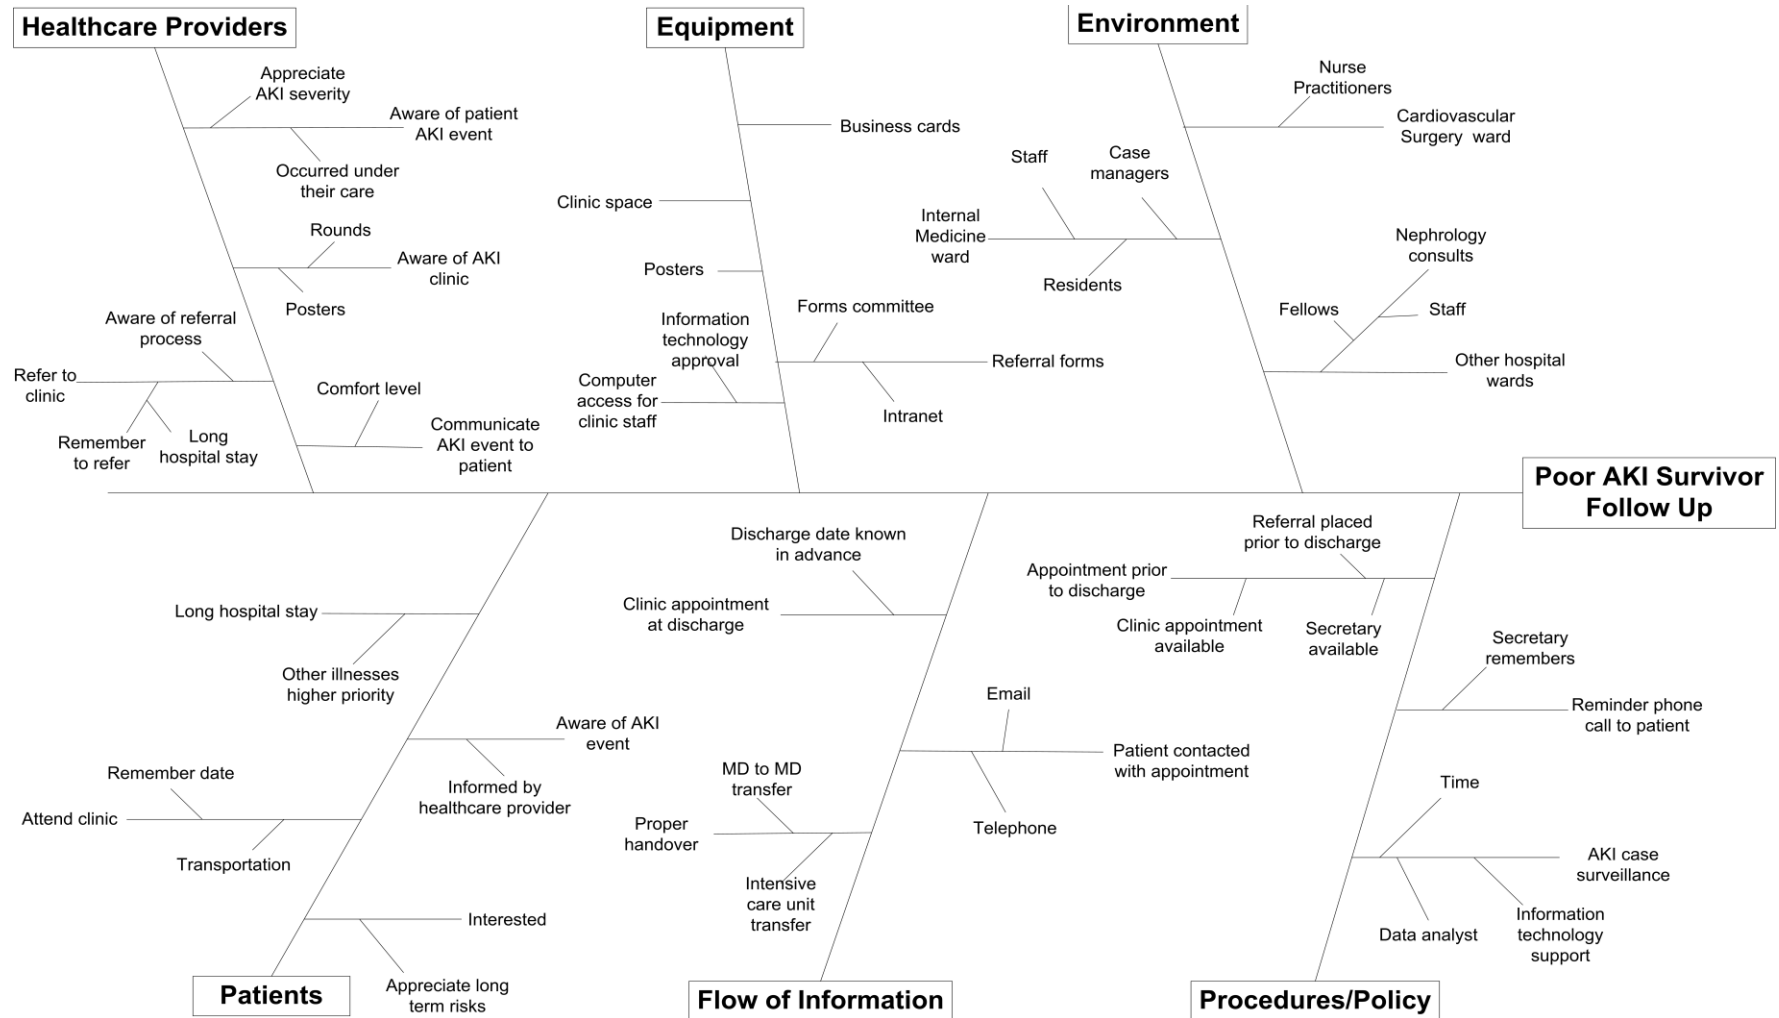 Healthcare Providers
Equipment
Environment
Appreciate
AKI severity
Aware of patient
AKI event
Occurred under
their care
Rounds
Aware of AKI
clinic
Posters
Aware of referral
process
Refer to
clinic
Remember
to refer
Long
hospital stay
Comfort level
Communicate
AKI event to
patient
Business cards
Clinic space
Posters
Forms committee
Information
technology
approval
Referral forms
Computer
access for
clinic staff
Intranet
Nurse
Practitioners
Cardiovascular
Surgery ward
Staff
Case
managers
Internal
Medicine
ward
Residents
Nephrology
consults
Fellows
Staff
Other hospital
wards
Poor AKI Survivor
Follow Up
Long hospital stay
Other illnesses
higher priority
Aware of AKI
event
Informed by
healthcare provider
Remember date
Attend clinic
Transportation
Interested
Appreciate long
term risks
Discharge date known
in advance
Clinic appointment
at discharge
Email
Patient contacted
with appointment
Telephone
MD to MD
transfer
Proper
handover
Intensive
care unit
transfer
Referral placed
prior to discharge
Appointment prior
to discharge
Clinic appointment
available
Secretary
available
Secretary
remembers
Reminder phone
call to patient
Time
AKI case
surveillance
Data analyst
Information
technology
support
Patients
Flow of Information
Procedures/Policy